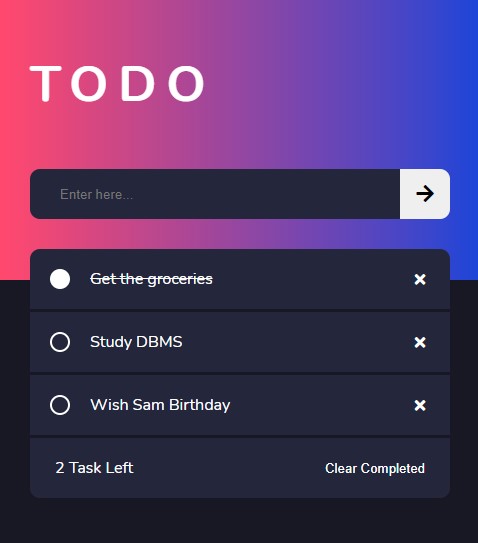 TODO
Enter here...
Get the groceries
Study DBMS
Wish Sam Birthday
2 Task Left Clear Completed